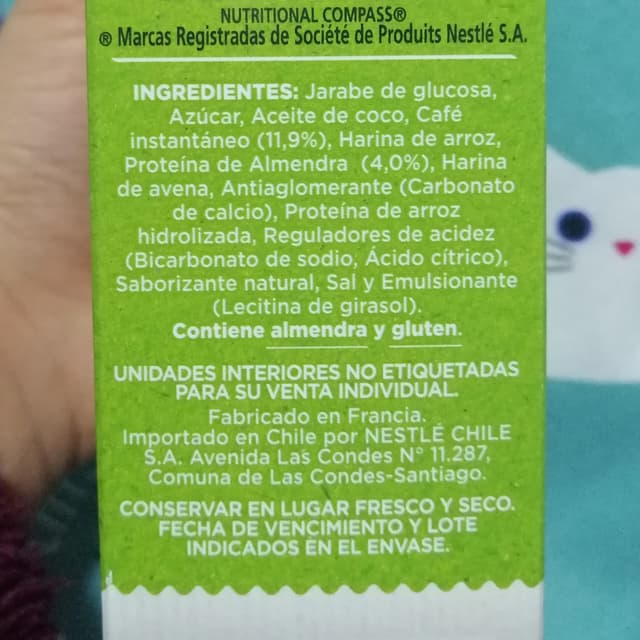 NUTRITIONAL COMPASS®
® Marcas Registradas de Société de Produits Nestlé S.A.
INGREDIENTES: Jarabe de glucosa,
Azúcar, Aceite de coco, Café
instantáneo (11,9%), Harina de arroz,
Proteína de Almendra (4,0%), Harina
de avena, Antiaglomerante (Carbonato
de calcio), Proteína de arroz
hidrolizada, Reguladores de acidez
(Bicarbonato de sodio, Ácido cítrico),
Saborizante natural, Sal y Emulsionante
(Lecitina de girasol).
Contiene almendra y gluten.
UNIDADES INTERIORES NO ETIQUETADAS
PARA SU VENTA INDIVIDUAL.
Fabricado en Francia.
Importado en Chile por NESTLÉ CHILE
S.A. Avenida Las Condes N° 11.287,
Comuna de Las Condes-Santiago.
CONSERVAR EN LUGAR FRESCO Y SECO.
FECHA DE VENCIMIENTO Y LOTE
INDICADOS EN EL ENVASE.